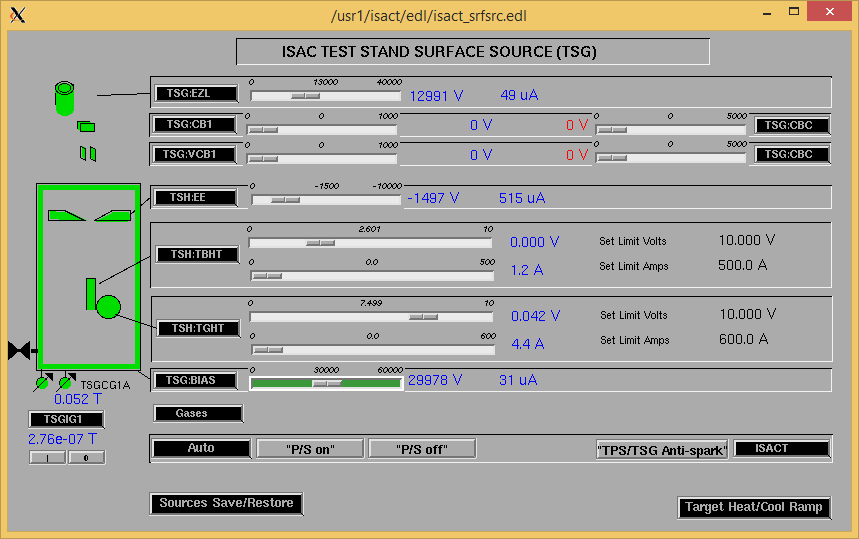 /usr1/isact/edl/isact_srfsrc.edl
ISAC TEST STAND SURFACE SOURCE (TSG)
0 13000 40000
TSG:EZL 12991 V 49 uA
0 1000 0 5000
TSG:CB1 0 V 0 V TSG:CBC
0 1000 0 5000
TSG:VCB1 0 V 0 V TSG:CBC
0 -1500 -10000
TSH:EE -1497 V 515 uA
0 2.601 10
0.000 V Set Limit Volts 10.000 V
TSH:TBHT
0 0.0 500
1.2 A Set Limit Amps 500.0 A
0 7.499 10
0.042 V Set Limit Volts 10.000 V
TSH:TGHT
0 0.0 600
4.4 A Set Limit Amps 600.0 A
0 30000 60000
TSG:BIAS 29978 V 31 uA
TSGCG1A
0.052 T
TSGIG1
2.76e-07 T
I 0
Gases
Auto "P/S on" "P/S off" "TPS/TSG Anti-spark" ISACT
Sources Save/Restore
Target Heat/Cool Ramp